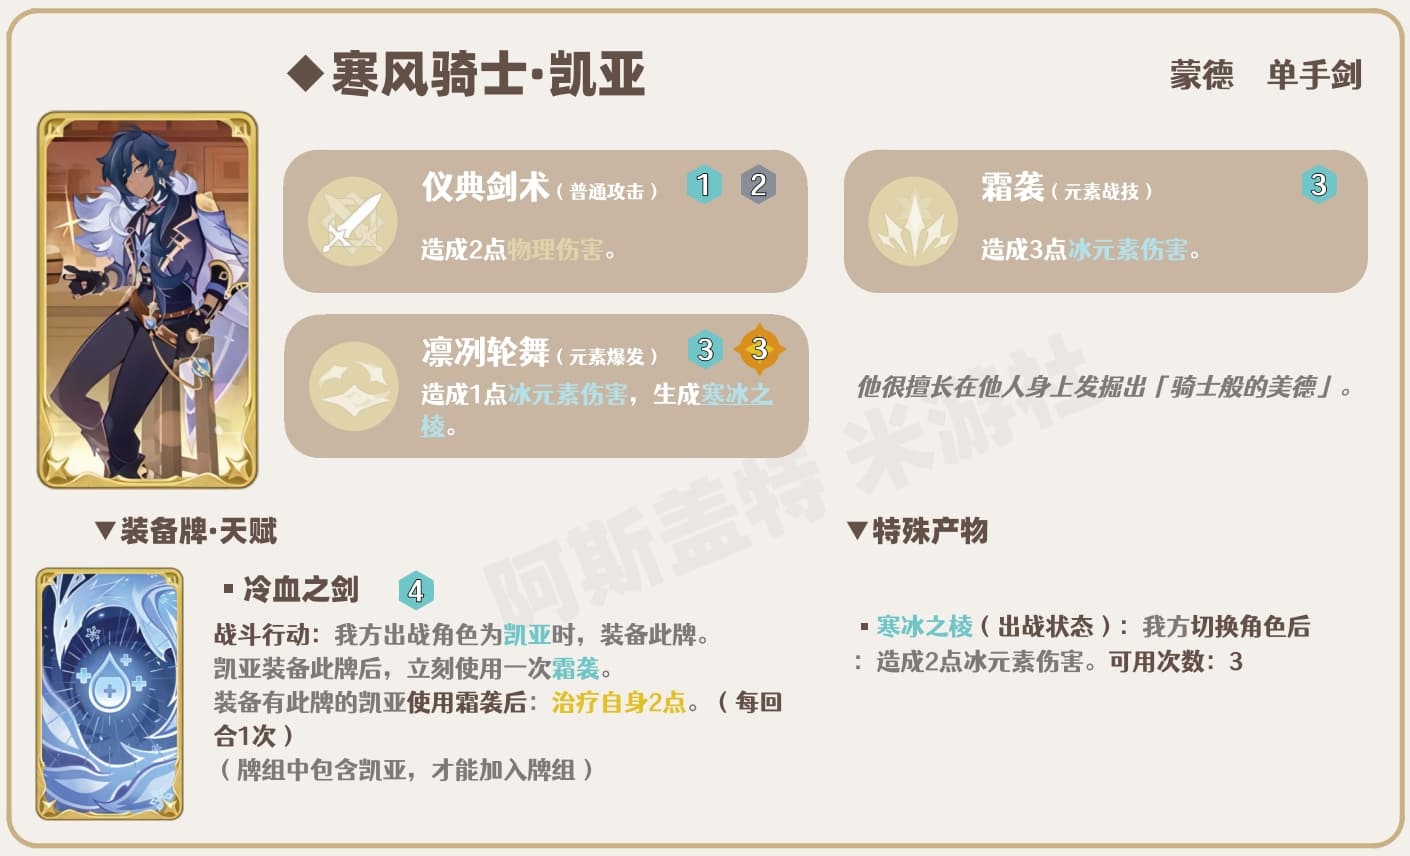 ◆寒风骑士·凯亚
蒙德 单手剑
仪典剑术（普通攻击） 1 2
造成2点物理伤害。
霜袭（元素战技） 3
造成3点冰元素伤害。
凛冽轮舞（元素爆发） 3 3
造成1点冰元素伤害，生成寒冰之
棱。
他很擅长在他人身上发掘出「骑士般的美德」。
▼装备牌·天赋
▪冷血之剑 4
战斗行动：我方出战角色为凯亚时，装备此牌。
凯亚装备此牌后，立刻使用一次霜袭。
装备有此牌的凯亚使用霜袭后：治疗自身2点。（每回
合1次）
（牌组中包含凯亚，才能加入牌组）
▼特殊产物
▪寒冰之棱（出战状态）：我方切换角色后
：造成2点冰元素伤害。可用次数：3
阿斯盖特 米游社